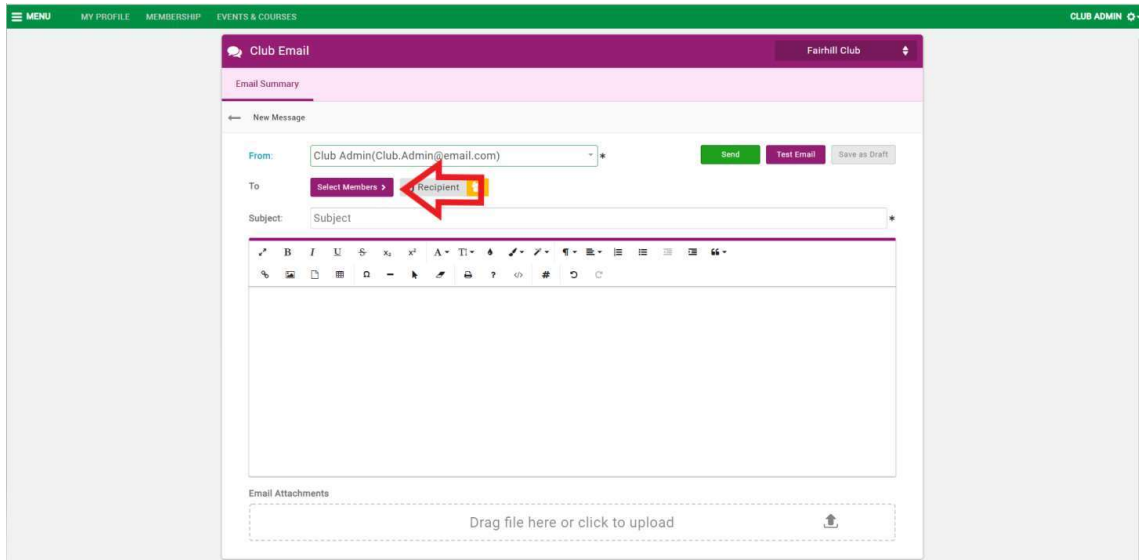 MENU MY PROFILE MEMBERSHIP EVENTS & COURSES CLUB ADMIN
Club Email Fairhill Club
Email Summary
New Message
From: Club Admin(Club.Admin@email.com) * Send Test Email Save as Draft
To Select Members > Recipient
Subject: Subject *
Email Attachments
Drag file here or click to upload